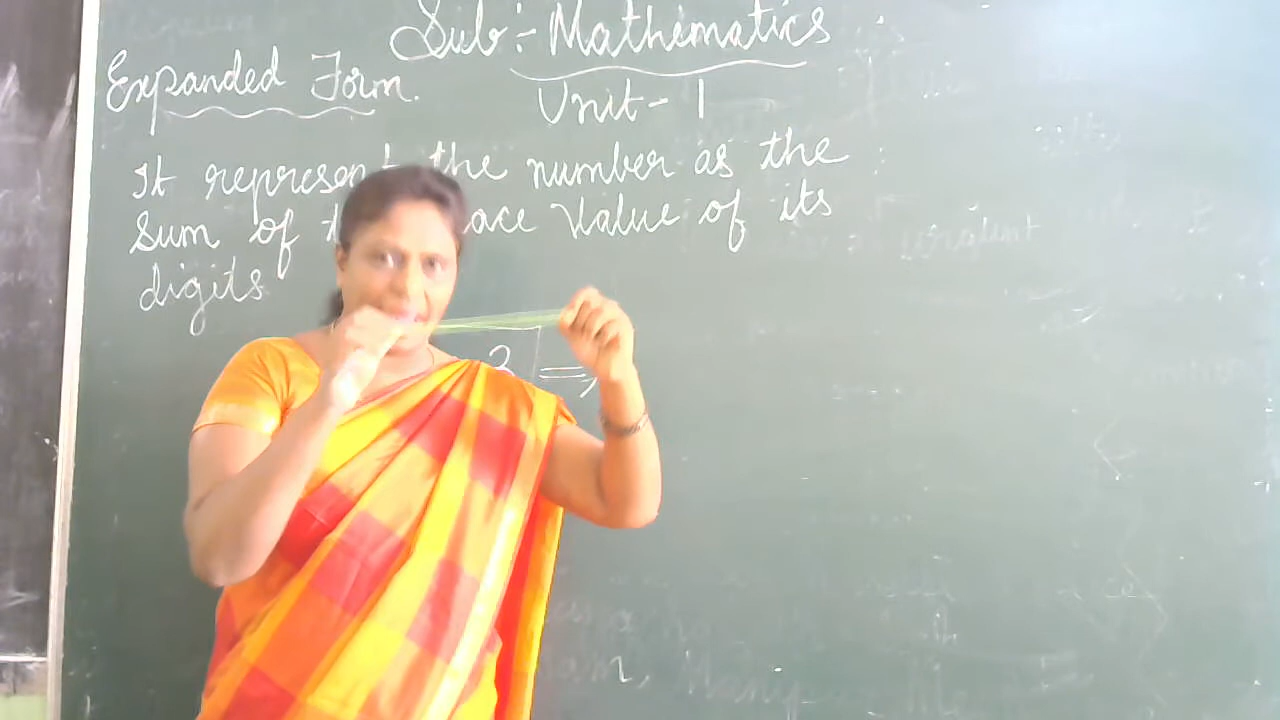 Sub:- Mathematics
Expanded Form.
Unit - 1
It represent the number as the
Sum of place Value of its
digits
3 ⇒